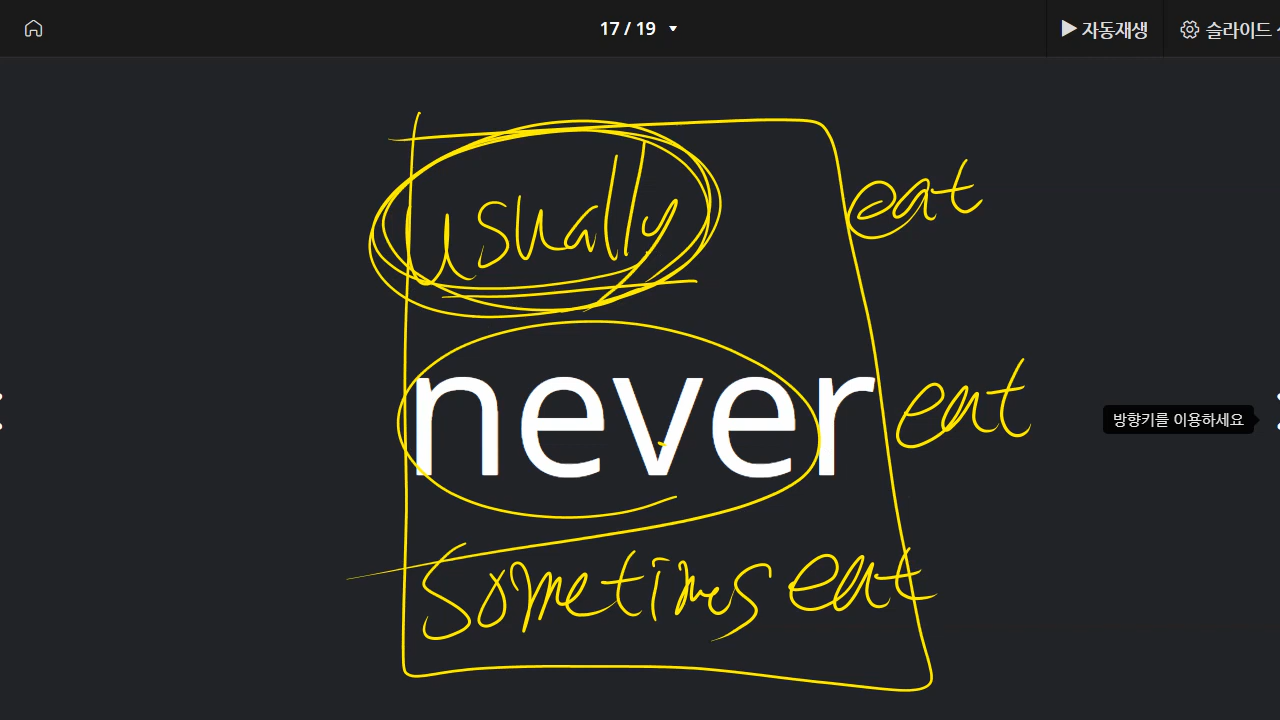 17 / 19
자동재생
슬라이드
usually eat
never eat
방향키를 이용하세요
sometimes eat